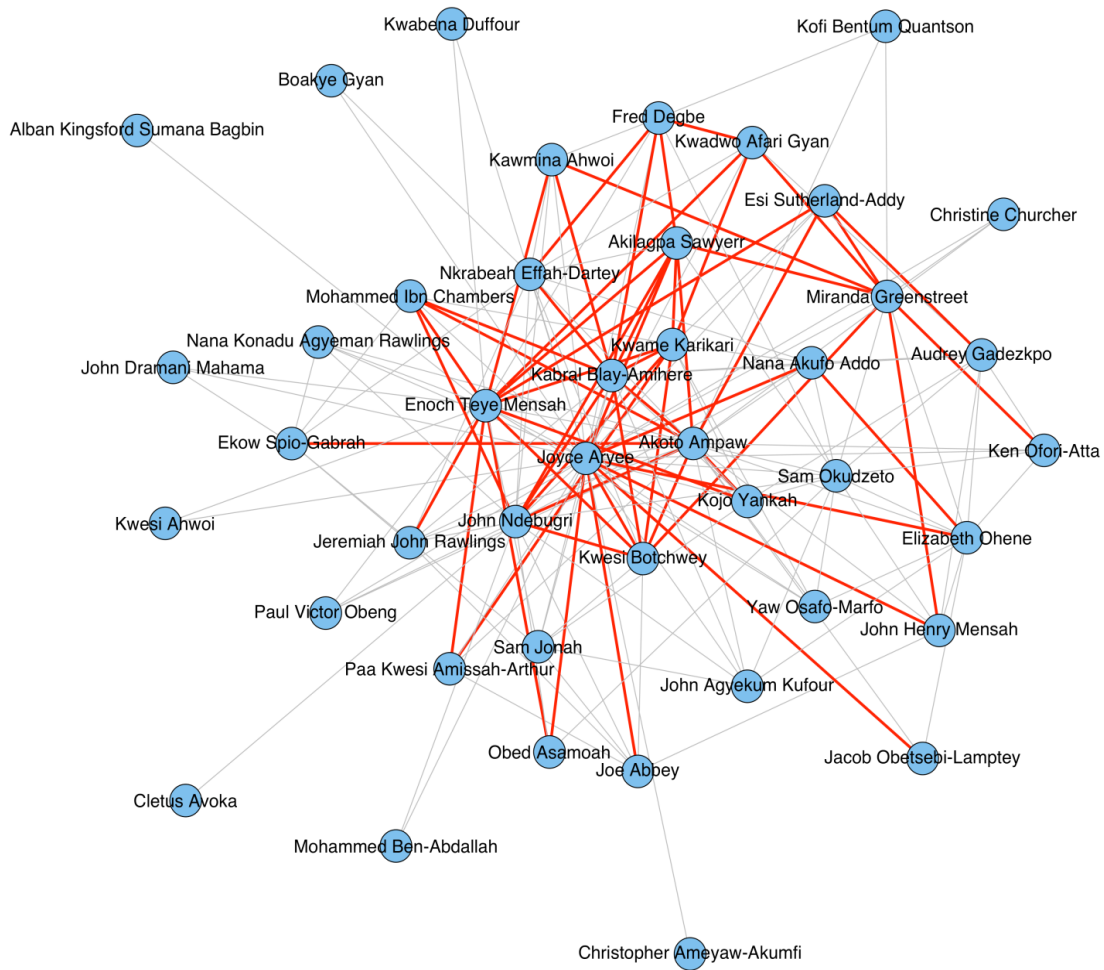 Kwabena Duffour
Kofi Bentum Quantson
Boakye Gyan
Fred Degbe
Alban Kingsford Sumana Bagbin
Kwadwo Afari Gyan
Kawmina Ahwoi
Esi Sutherland-Addy
Christine Churcher
Akilagpa Sawyerr
Nkrabeah Effah-Dartey
Mohammed Ibn Chambers
Miranda Greenstreet
Nana Konadu Agyeman Rawlings
Kwame Karikari
Audrey Gadezkpo
John Dramani Mahama
Nana Akufo Addo
Kabral Blay-Amihere
Enoch Teye Mensah
Ekow Spio-Gabrah
Akoto Ampaw
Ken Ofori-Atta
Joyce Aryee
Sam Okudzeto
Kojo Yankah
Kwesi Ahwoi
John Ndebugri
Jeremiah John Rawlings
Elizabeth Ohene
Kwesi Botchwey
Paul Victor Obeng
Yaw Osafo-Marfo
John Henry Mensah
Sam Jonah
Paa Kwesi Amissah-Arthur
John Agyekum Kufour
Obed Asamoah
Jacob Obetsebi-Lamptey
Joe Abbey
Cletus Avoka
Mohammed Ben-Abdallah
Christopher Ameyaw-Akumfi